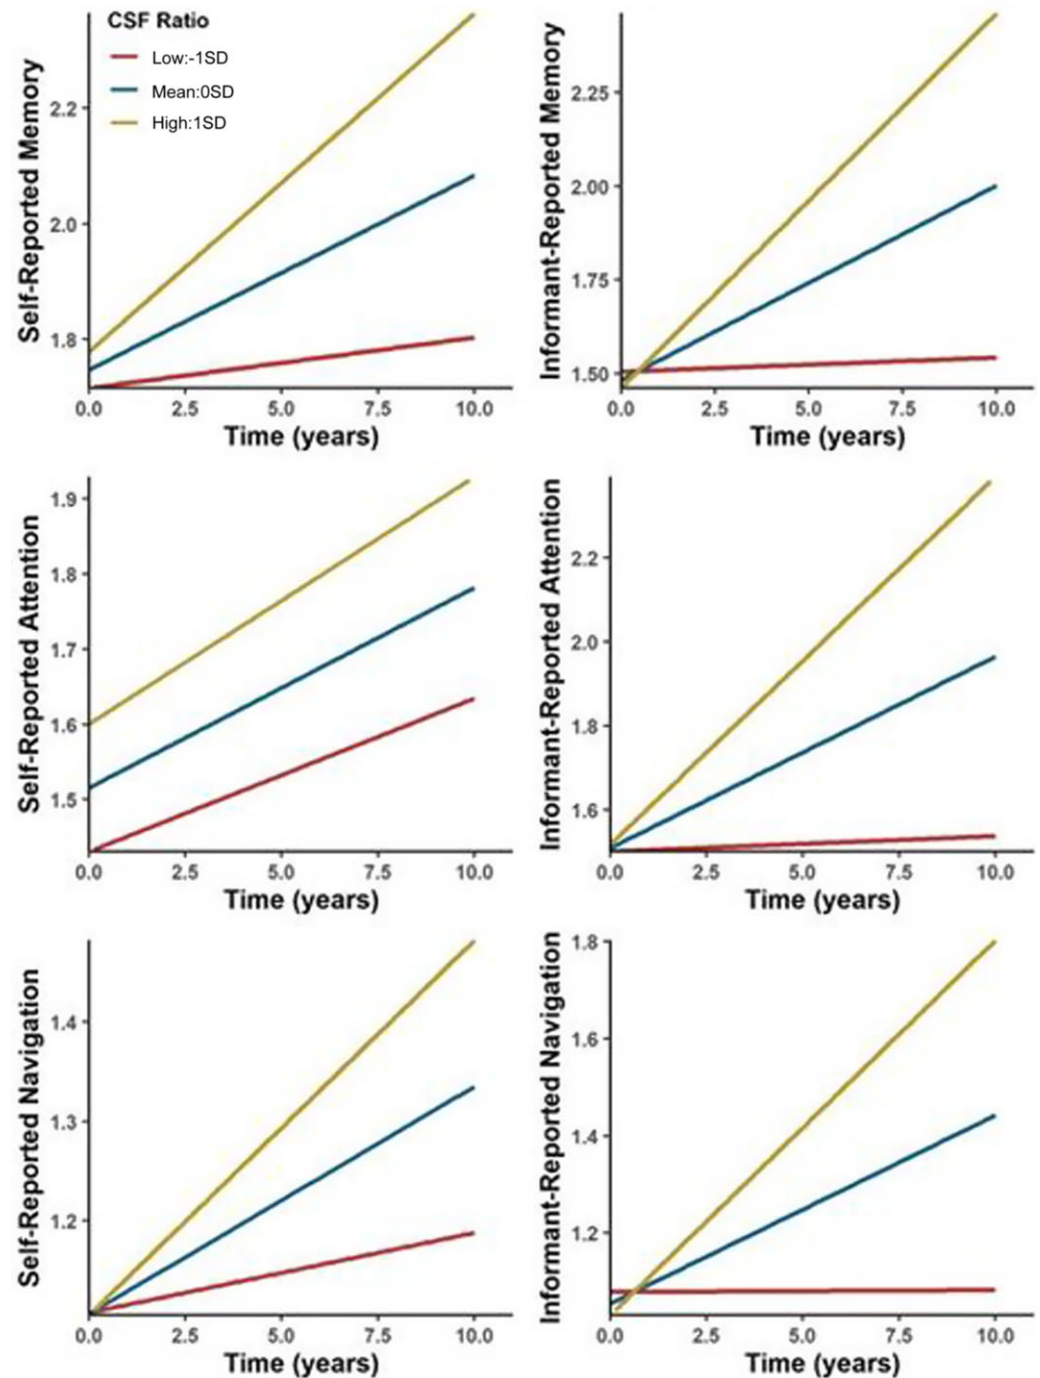 CSF Ratio
Low:-1SD
Mean:0SD
High:1SD
Self-Reported Memory
2.2
2.0
1.8
0.0 2.5 5.0 7.5 10.0
Time (years)
Informant-Reported Memory
2.25
2.00
1.75
1.50
0.0 2.5 5.0 7.5 10.0
Time (years)
Self-Reported Attention
1.9
1.8
1.7
1.6
1.5
0.0 2.5 5.0 7.5 10.0
Time (years)
Informant-Reported Attention
2.2
2.0
1.8
1.6
0.0 2.5 5.0 7.5 10.0
Time (years)
Self-Reported Navigation
1.4
1.3
1.2
0.0 2.5 5.0 7.5 10.0
Time (years)
Informant-Reported Navigation
1.8
1.6
1.4
1.2
0.0 2.5 5.0 7.5 10.0
Time (years)